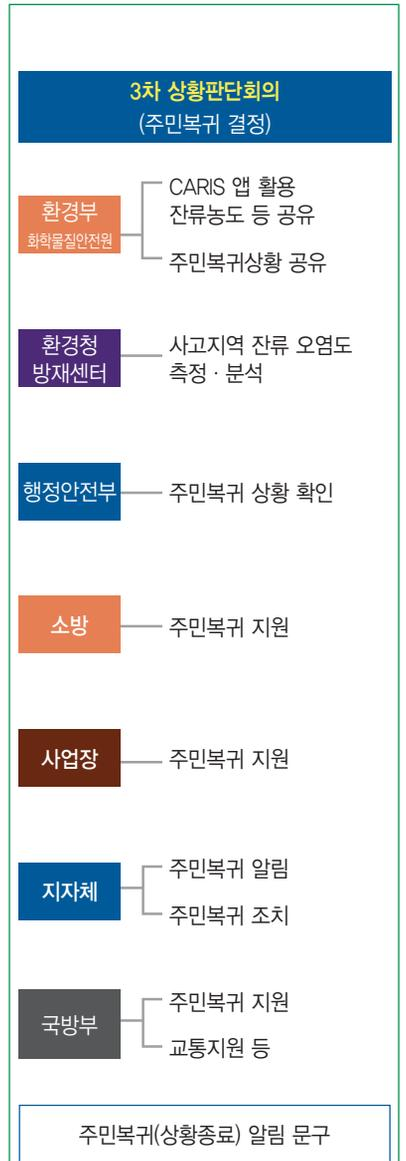 3차 상황판단회의
(주민복귀 결정)
환경부
화학물질안전원
CARIS 앱 활용
잔류농도 등 공유
주민복귀상황 공유
환경청
방재센터
사고지역 잔류 오염도
측정 · 분석
행정안전부
주민복귀 상황 확인
소방
주민복귀 지원
사업장
주민복귀 지원
지자체
주민복귀 알림
주민복귀 조치
국방부
주민복귀 지원
교통지원 등
주민복귀(상황종료) 알림 문구